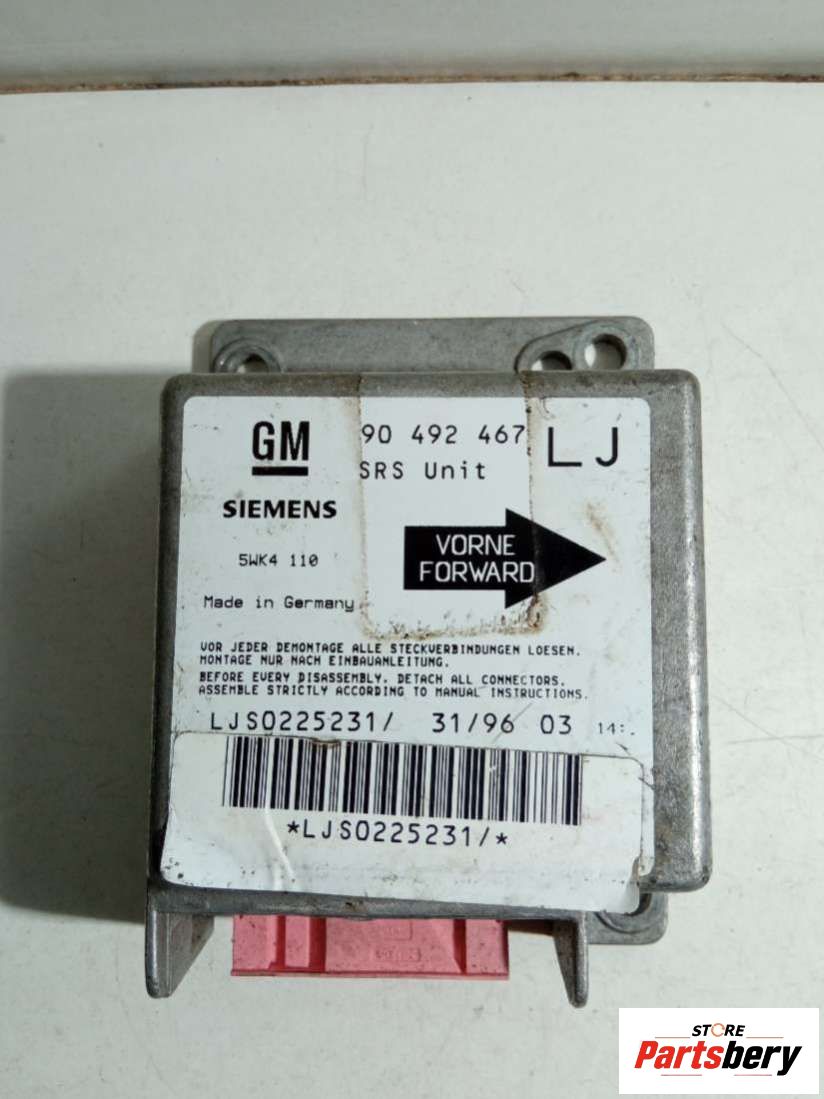 GM
90 492 467
LJ
SRS Unit
SIEMENS
VORNE
FORWARD
5WK4 110
Made in Germany
VOR JEDER DEMONTAGE ALLE STECKVERBINDUNGEN LOESEN.
MONTAGE NUR NACH EINBAUANLEITUNG.
BEFORE EVERY DISASSEMBLY. DETACH ALL CONNECTORS.
ASSEMBLE STRICTLY ACCORDING TO MANUAL INSTRUCTIONS.
LJS0225231/ 31/96 03 14:
*LJS0225231/*
STORE
Partsbery